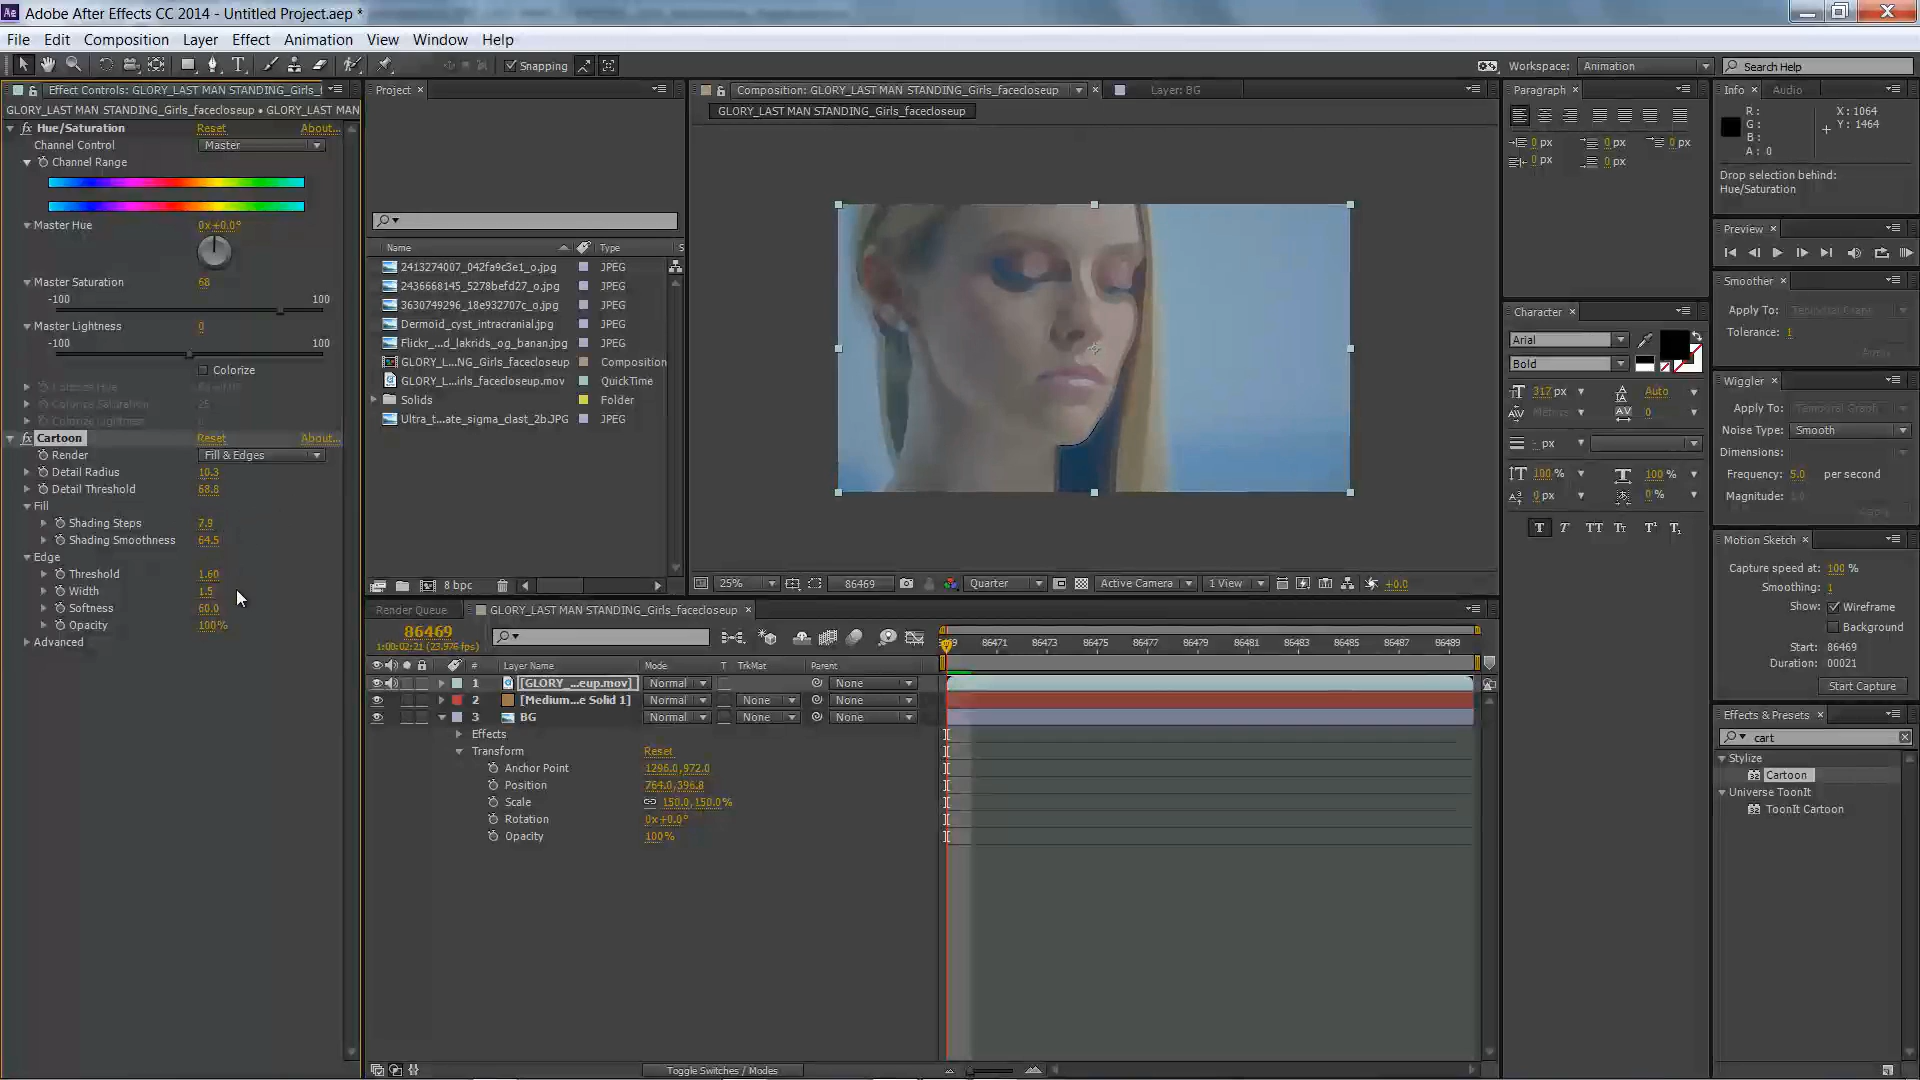 Adobe After Effects CC 2014 - Untitled Project.aep *
File Edit Composition Layer Effect Animation View Window Help
Snapping
Workspace: Animation
Search Help
Effect Controls: GLORY_LAST MAN STANDING_Girls_f
GLORY_LAST MAN STANDING_Girls_facecloseup • GLORY_LAST MAN
Hue/Saturation Reset About...
Channel Control Master
Channel Range
Master Hue 0x+0.0°
Master Saturation 68
-100 100
Master Lightness 0
-100 100
Colorize
Colorize Hue
Colorize Saturation 25
Colorize Lightness
Cartoon Reset About...
Render Fill & Edges
Detail Radius 10.3
Detail Threshold 68.8
Fill
Shading Steps 7.9
Shading Smoothness 64.5
Edge
Threshold 1.60
Width 1.5
Softness 60.0
Opacity 100%
Advanced
Project
Name Type S
2413274007_042fa9c3e1_o.jpg JPEG
2436668145_5278befd27_o.jpg JPEG
3630749296_18e932707c_o.jpg JPEG
Dermoid_cyst_intracranial.jpg JPEG
Flickr_...d_lakrids_og_banan.jpg JPEG
GLORY_L...NG_Girls_facecloseup Composition
GLORY_L...irls_facecloseup.mov QuickTime
Solids Folder
Ultra_t...ate_sigma_clast_2b.JPG JPEG
8 bpc
Composition: GLORY_LAST MAN STANDING_Girls_facecloseup
Layer: BG
GLORY_LAST MAN STANDING_Girls_facecloseup
25% 86469 Quarter Active Camera 1 View +0.0
Render Queue GLORY_LAST MAN STANDING_Girls_facecloseup
86469
1:00:02:21 (23.976 fps)
# Layer Name Mode T TrkMat Parent
1 [GLORY_...eup.mov] Normal None
2 [Medium...e Solid 1] Normal None None
3 BG Normal None None
Effects
Transform Reset
Anchor Point 1296.0,972.0
Position 764.0,396.8
Scale 150.0,150.0%
Rotation 0x+0.0°
Opacity 100%
86471 86473 86475 86477 86479 86481 86483 86485 86487 86489
Toggle Switches / Modes
Paragraph
0 px 0 px 0 px
0 px 0 px
Character
Arial
Bold
317 px Auto
Metrics 0
- px
100 % 100 %
0 px 0 %
T T TT Tr T¹ T₁
Info Audio
R :
G :
B :
A : 0
X : 1064
Y : 1464
Drop selection behind:
Hue/Saturation
Preview
Smoother
Apply To: Temporal Graph
Tolerance: 1
Apply
Wiggler
Apply To: Temporal Graph
Noise Type: Smooth
Dimensions:
Frequency: 5.0 per second
Magnitude:
Apply
Motion Sketch
Capture speed at: 100 %
Smoothing: 1
Show: Wireframe
Background
Start: 86469
Duration: 00021
Start Capture
Effects & Presets
cart
Stylize
Cartoon
Universe ToonIt
ToonIt Cartoon